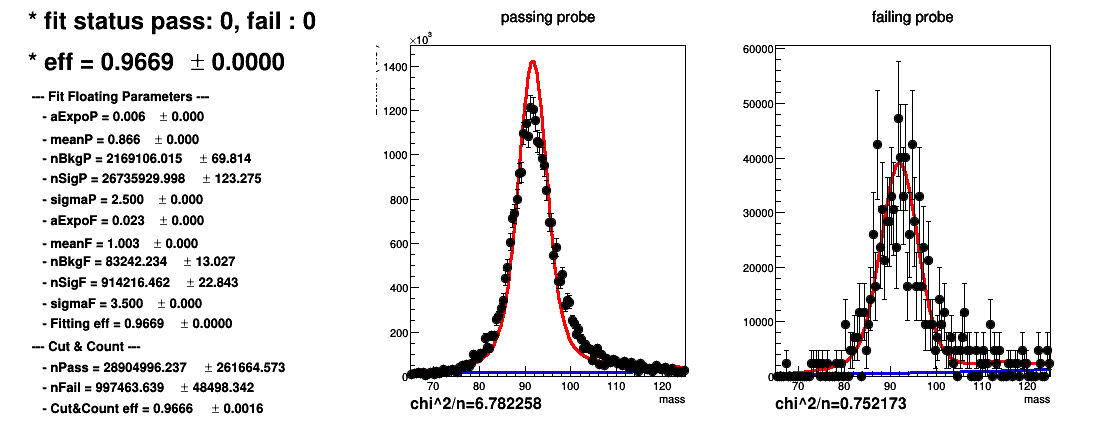 * fit status pass: 0, fail : 0
* eff = 0.9669 ± 0.0000
--- Fit Floating Parameters ---
- aExpoP = 0.006 ± 0.000
- meanP = 0.866 ± 0.000
- nBkgP = 2169106.015 ± 69.814
- nSigP = 26735929.998 ± 123.275
- sigmaP = 2.500 ± 0.000
- aExpoF = 0.023 ± 0.000
- meanF = 1.003 ± 0.000
- nBkgF = 83242.234 ± 13.027
- nSigF = 914216.462 ± 22.843
- sigmaF = 3.500 ± 0.000
- Fitting eff = 0.9669 ± 0.0000
--- Cut & Count ---
- nPass = 28904996.237 ± 261664.573
- nFail = 997463.639 ± 48498.342
- Cut&Count eff = 0.9666 ± 0.0016
passing probe
×10³
1400
1200
1000
800
600
400
200
0
70 80 90 100 110 120
mass
chi^2/n=6.782258
failing probe
60000
50000
40000
30000
20000
10000
0
70 80 90 100 110 120
mass
chi^2/n=0.752173